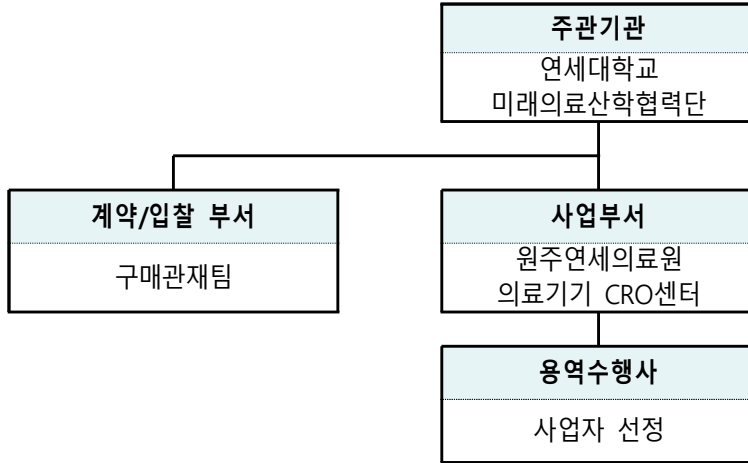 주관기관
연세대학교
미래의료산학협력단
계약/입찰 부서
구매관재팀
사업부서
원주연세의료원
의료기기 CRO센터
용역수행사
사업자 선정